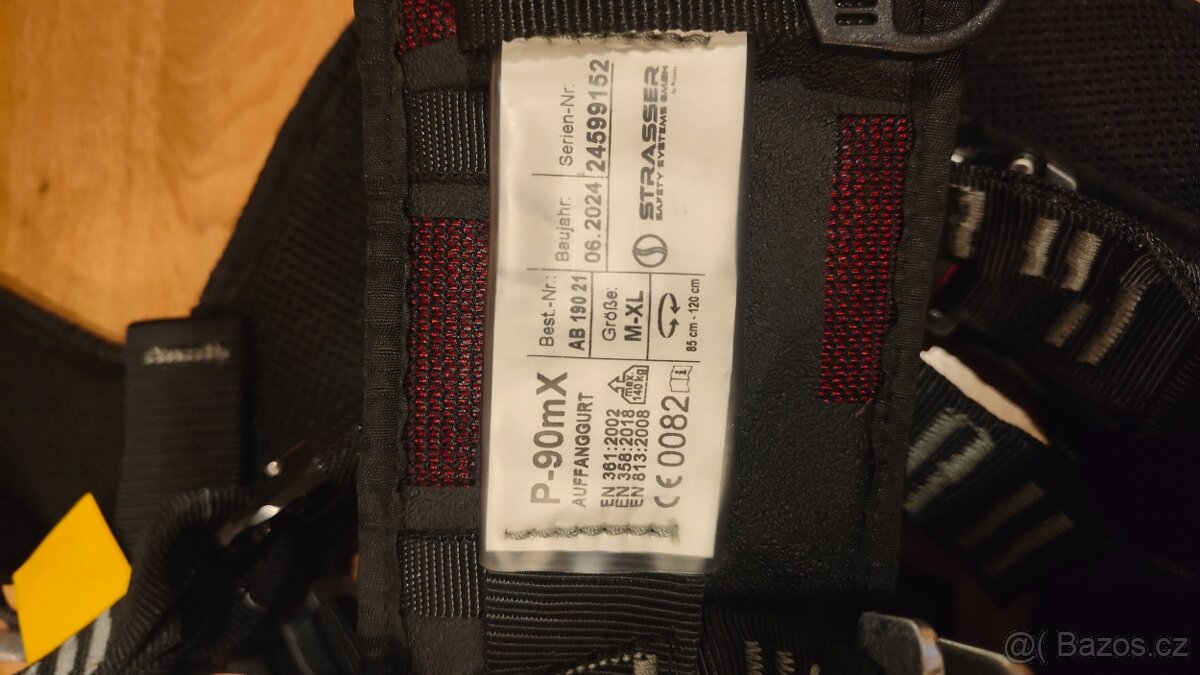 P-90mX
AUFFANGGURT
EN 361:2002
EN 358:2018
EN 813:2008
max.
140 kg
CE 0082
Best.-Nr.:
AB 190 21
Größe:
M-XL
85 cm - 120 cm
Baujahr:
06.2024
Serien-Nr.:
24599152
STRASSER
SAFETY SYSTEMS GMBH
@( Bazos.cz